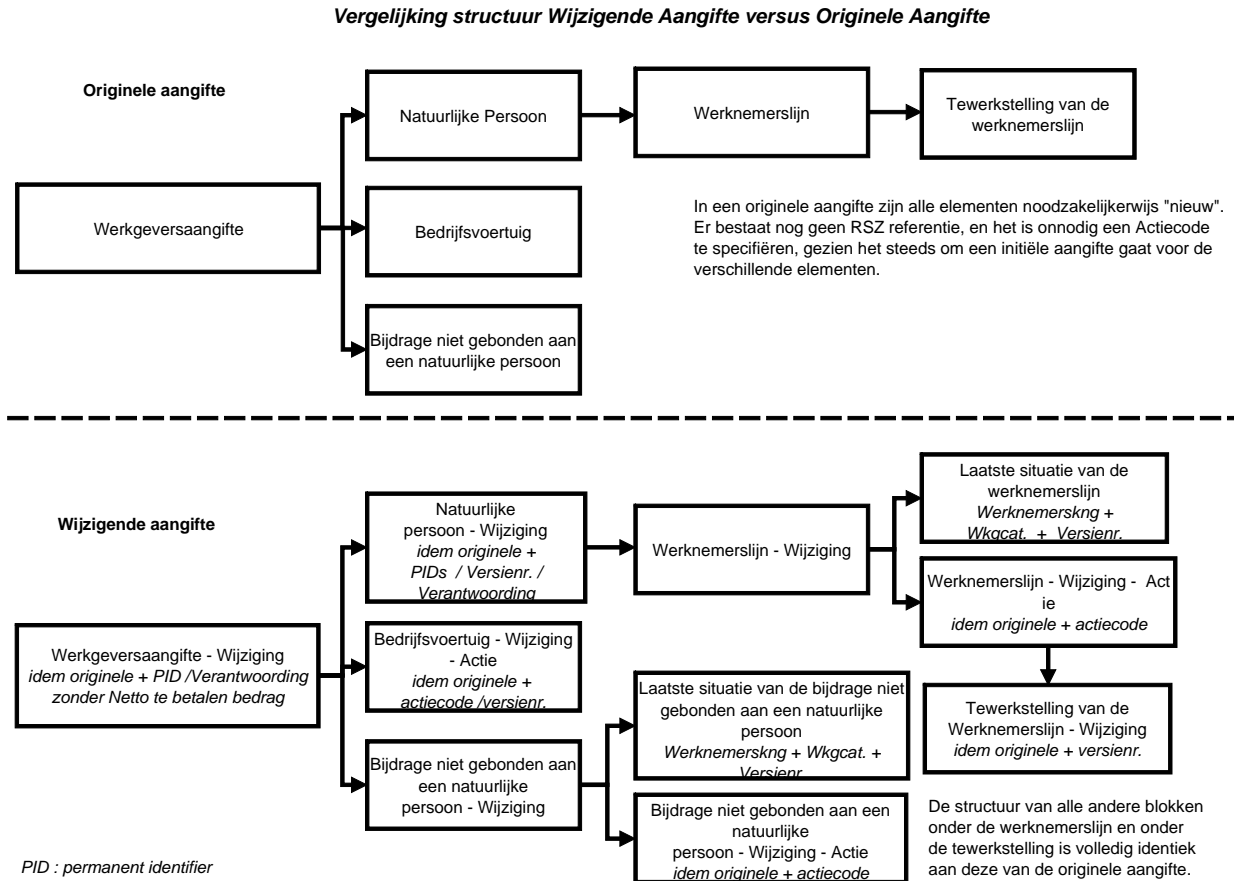 Vergelijking structuur Wijzigende Aangifte versus Originele Aangifte
Originele aangifte
Werkgeversaangifte
Natuurlijke Persoon
Werknemerslijn
Tewerkstelling van de
werknemerslijn
Bedrijfsvoertuig
Bijdrage niet gebonden aan
een natuurlijke persoon
In een originele aangifte zijn alle elementen noodzakelijkerwijs "nieuw".
Er bestaat nog geen RSZ referentie, en het is onnodig een Actiecode
te specifiëren, gezien het steeds om een initiële aangifte gaat voor de
verschillende elementen.
Wijzigende aangifte
Werkgeversaangifte - Wijziging
idem originele + PID /Verantwoording
zonder Netto te betalen bedrag
Natuurlijke
persoon - Wijziging
idem originele +
PIDs / Versienr. /
Verantwoording
Werknemerslijn - Wijziging
Laatste situatie van de
werknemerslijn
Werknemerskng +
Wkgcat. + Versienr.
Werknemerslijn - Wijziging - Act
ie
idem originele + actiecode
Tewerkstelling van de
Werknemerslijn - Wijziging
idem originele + versienr.
Bedrijfsvoertuig - Wijziging
- Actie
idem originele +
actiecode /versienr.
Bijdrage niet gebonden aan
een natuurlijke
persoon - Wijziging
Laatste situatie van de bijdrage niet
gebonden aan een natuurlijke
persoon
Werknemerskng + Wkgcat. +
Versienr.
Bijdrage niet gebonden aan een
natuurlijke
persoon - Wijziging - Actie
idem originele + actiecode
De structuur van alle andere blokken
onder de werknemerslijn en onder
de tewerkstelling is volledig identiek
aan deze van de originele aangifte.
PID : permanent identifier